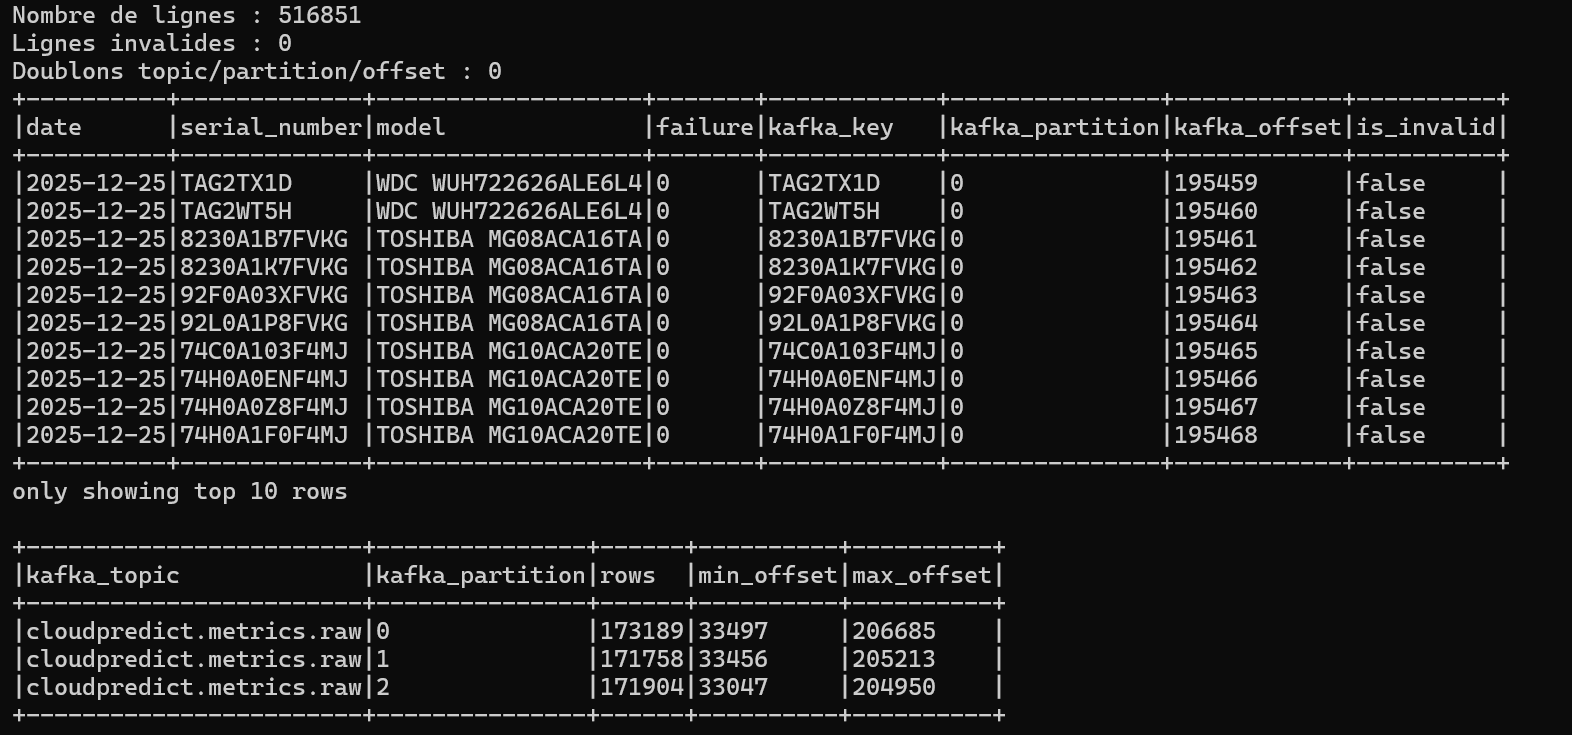 Nombre de lignes : 516851
Lignes invalides : 0
Doublons topic/partition/offset : 0
+----------+-------------+-------------------+-------+------------+---------------+------------+----------+
|date      |serial_number|model              |failure|kafka_key   |kafka_partition|kafka_offset|is_invalid|
+----------+-------------+-------------------+-------+------------+---------------+------------+----------+
|2025-12-25|TAG2TX1D     |WDC WUH722626ALE6L4|0      |TAG2TX1D    |0              |195459      |false     |
|2025-12-25|TAG2WT5H     |WDC WUH722626ALE6L4|0      |TAG2WT5H    |0              |195460      |false     |
|2025-12-25|8230A1B7FVKG |TOSHIBA MG08ACA16TA|0      |8230A1B7FVKG|0              |195461      |false     |
|2025-12-25|8230A1K7FVKG |TOSHIBA MG08ACA16TA|0      |8230A1K7FVKG|0              |195462      |false     |
|2025-12-25|92F0A03XFVKG |TOSHIBA MG08ACA16TA|0      |92F0A03XFVKG|0              |195463      |false     |
|2025-12-25|92L0A1P8FVKG |TOSHIBA MG08ACA16TA|0      |92L0A1P8FVKG|0              |195464      |false     |
|2025-12-25|74C0A103F4MJ |TOSHIBA MG10ACA20TE|0      |74C0A103F4MJ|0              |195465      |false     |
|2025-12-25|74H0A0ENF4MJ |TOSHIBA MG10ACA20TE|0      |74H0A0ENF4MJ|0              |195466      |false     |
|2025-12-25|74H0A0Z8F4MJ |TOSHIBA MG10ACA20TE|0      |74H0A0Z8F4MJ|0              |195467      |false     |
|2025-12-25|74H0A1F0F4MJ |TOSHIBA MG10ACA20TE|0      |74H0A1F0F4MJ|0              |195468      |false     |
+----------+-------------+-------------------+-------+------------+---------------+------------+----------+
only showing top 10 rows

+------------------------+---------------+------+----------+----------+
|kafka_topic             |kafka_partition|rows  |min_offset|max_offset|
+------------------------+---------------+------+----------+----------+
|cloudpredict.metrics.raw|0              |173189|33497     |206685    |
|cloudpredict.metrics.raw|1              |171758|33456     |205213    |
|cloudpredict.metrics.raw|2              |171904|33047     |204950    |
+------------------------+---------------+------+----------+----------+